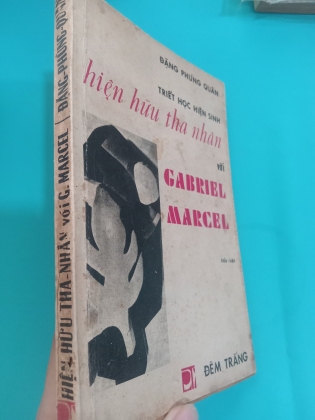 ĐẶNG PHÙNG QUÂN
TRIẾT HỌC HIỆN SINH
hiện hữu tha nhân
với
GABRIEL
MARCEL
ĐÊM TRẮNG
HIỆN HỮU THA-NHÂN với G. MARCEL / ĐẶNG-PHÙNG-QUÂN